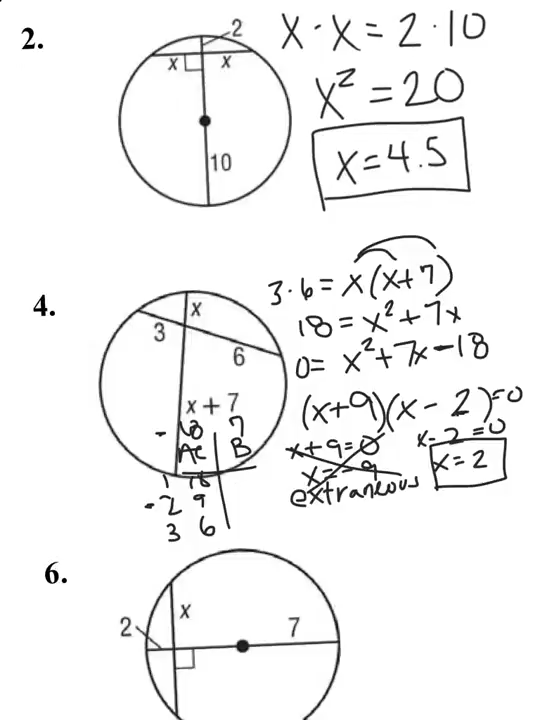 2.
2
x x
10
x · x = 2 · 10
x² = 20
x = 4.5
4.
x
3
6
x + 7
3 · 6 = x(x + 7)
18 = x² + 7x
0 = x² + 7x - 18
(x + 9)(x - 2) = 0
x + 9 = 0 x - 2 = 0
x = -9 x = 2
extraneous
-18 7
AC B
1 18
-2 9
3 6
6.
x
2
7